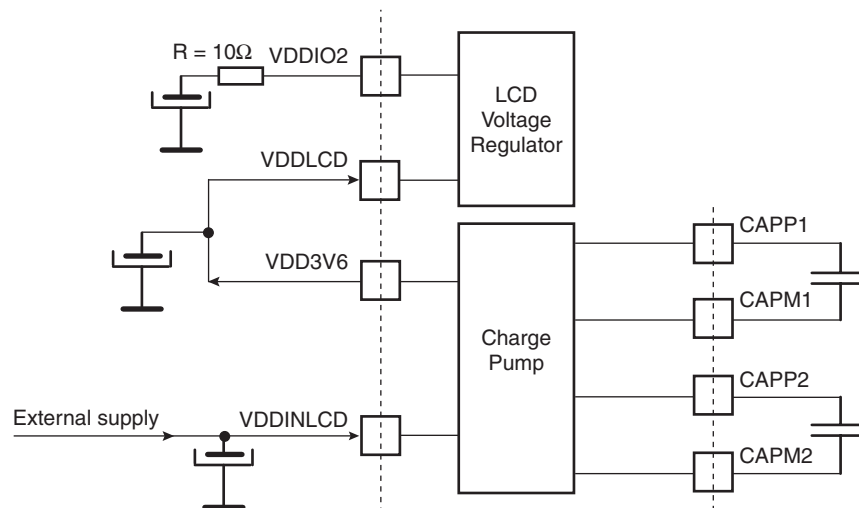 R = 10Ω
VDDIO2
LCD
Voltage
Regulator
VDDLCD
VDD3V6
CAPP1
CAPM1
Charge
Pump
CAPP2
CAPM2
External supply
VDDINLCD